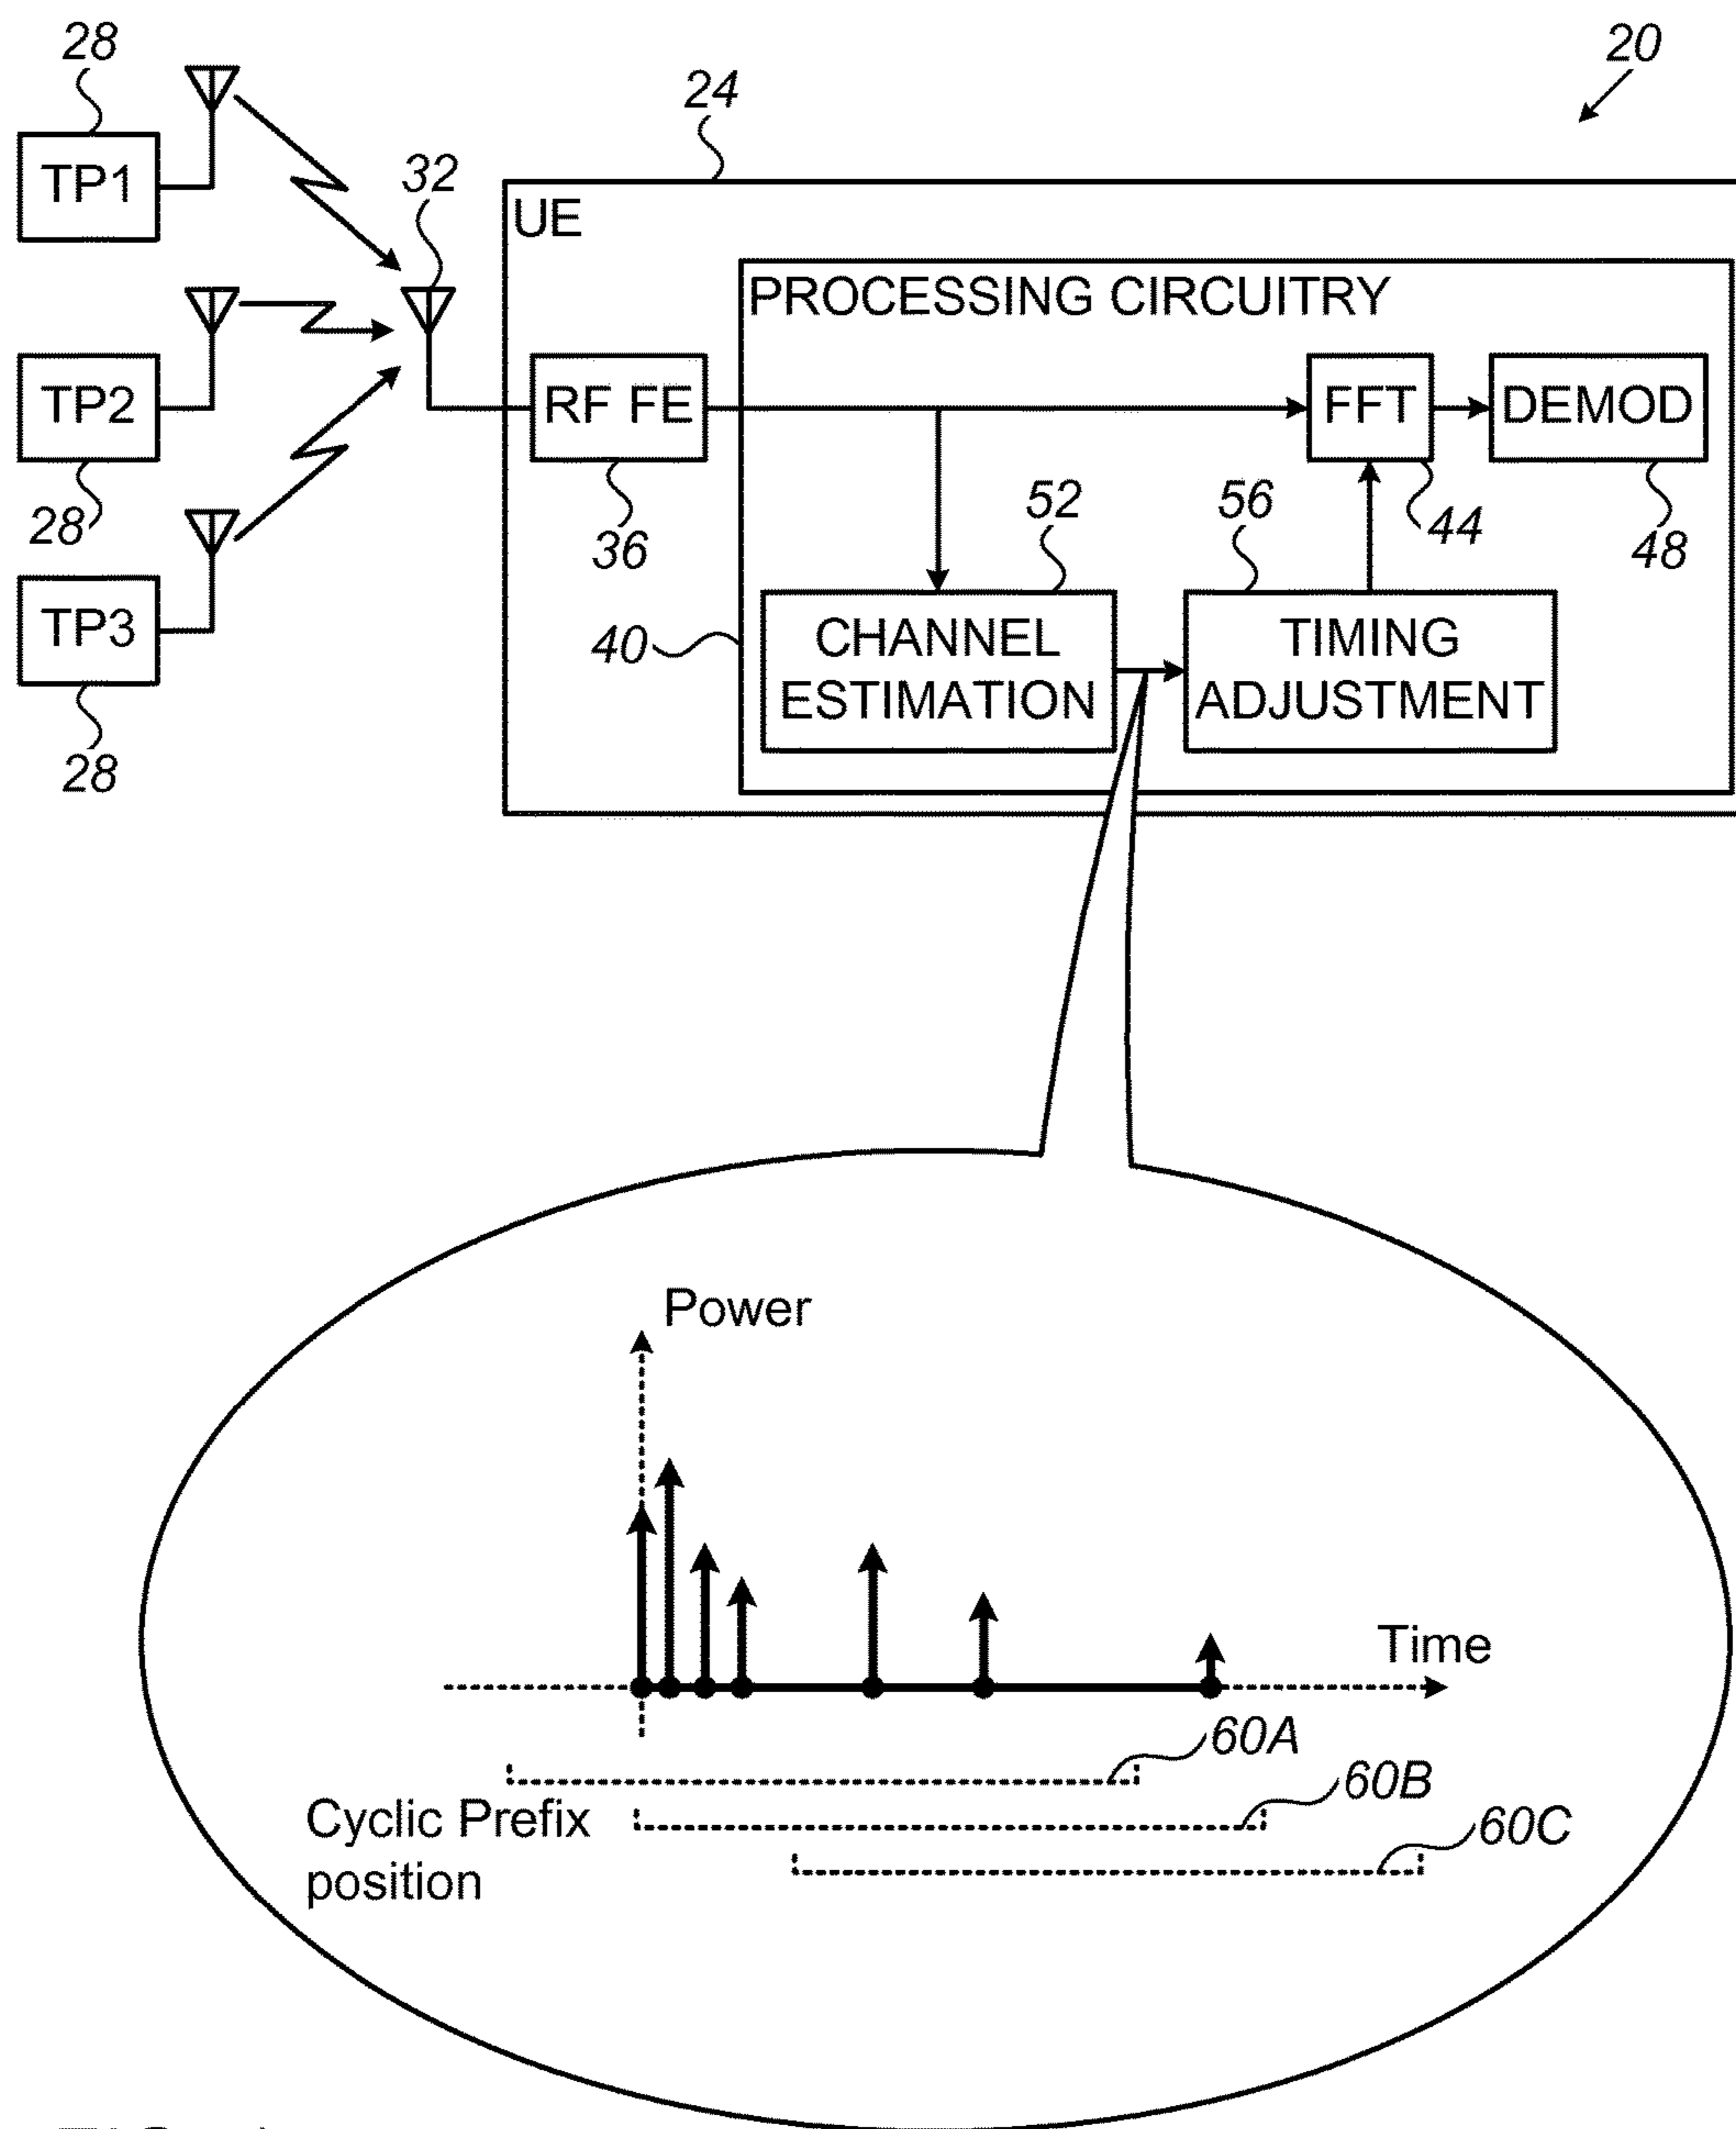 28
20
24
TP1
32
UE
PROCESSING CIRCUITRY
TP2
RF FE
FFT
DEMOD
28
36
52
56
44
48
TP3
40
CHANNEL
ESTIMATION
TIMING
ADJUSTMENT
28
Power
Time
60A
60B
60C
Cyclic Prefix
position